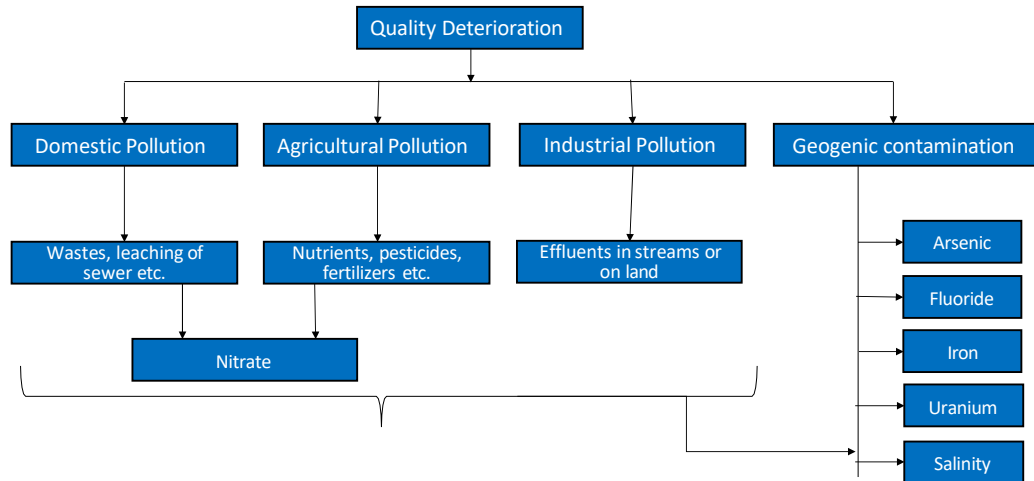 Quality Deterioration
Domestic Pollution
Agricultural Pollution
Industrial Pollution
Geogenic contamination
Wastes, leaching of
sewer etc.
Nutrients, pesticides,
fertilizers etc.
Effluents in streams or
on land
Nitrate
Arsenic
Fluoride
Iron
Uranium
Salinity